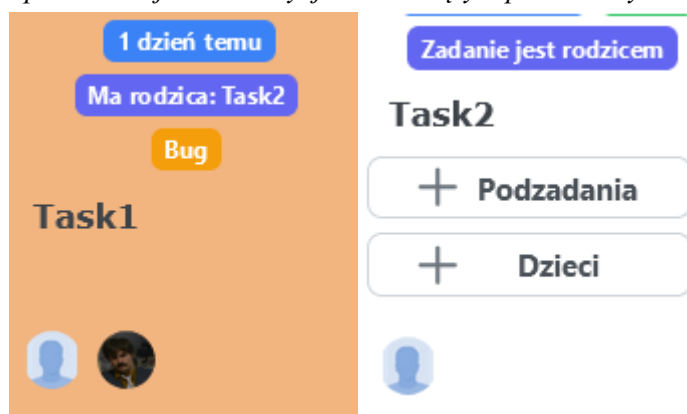 1 dzień temu
Ma rodzica: Task2
Bug
Task1
Zadanie jest rodzicem
Task2
Podzadania
Dzieci